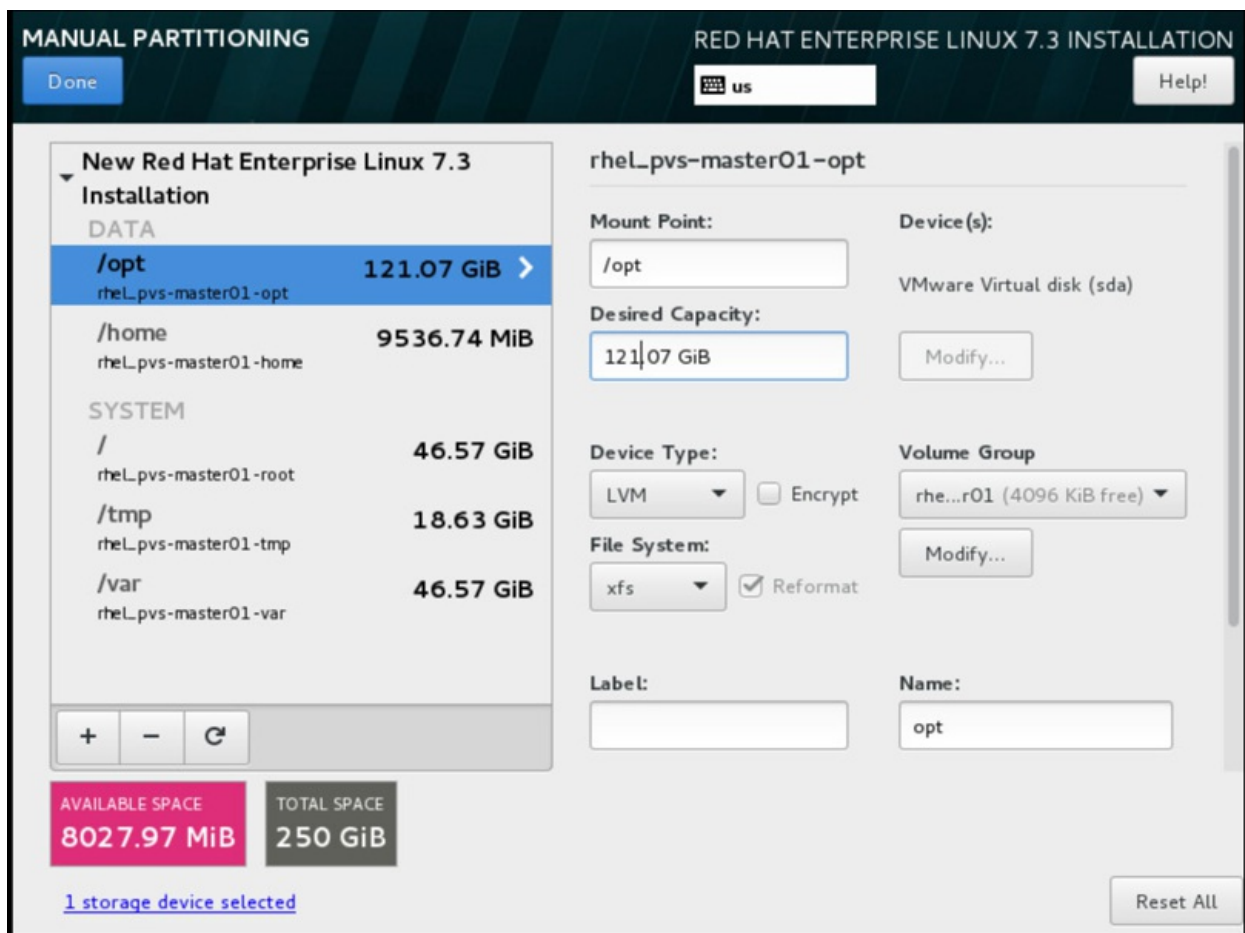 MANUAL PARTITIONING
RED HAT ENTERPRISE LINUX 7.3 INSTALLATION
Done
us
Help!
New Red Hat Enterprise Linux 7.3
Installation
DATA
/opt
121.07 GiB
rhel_pvs-master01-opt
/home
9536.74 MiB
rhel_pvs-master01-home
SYSTEM
/
46.57 GiB
rhel_pvs-master01-root
/tmp
18.63 GiB
rhel_pvs-master01-tmp
/var
46.57 GiB
rhel_pvs-master01-var
+ −
AVAILABLE SPACE
8027.97 MiB
TOTAL SPACE
250 GiB
1 storage device selected
rhel_pvs-master01-opt
Mount Point:
Device(s):
/opt
VMware Virtual disk (sda)
Desired Capacity:
121.07 GiB
Modify...
Device Type:
Volume Group
LVM
Encrypt
rhe...r01 (4096 KiB free)
File System:
Modify...
xfs
Reformat
Label:
Name:
opt
Reset All